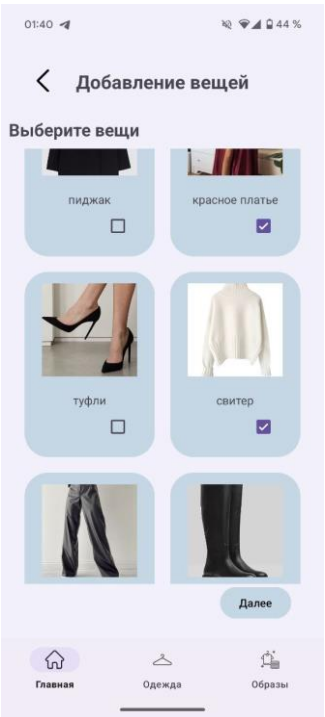 01:40 44 %
Добавление вещей
Выберите вещи
пиджак красное платье
туфли свитер
Далее
Главная Одежда Образы